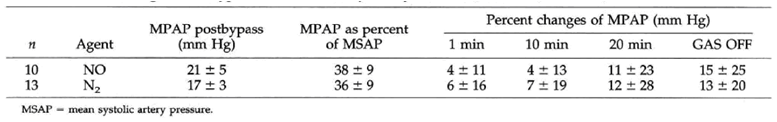 n Agent MPAP postbypass (mm Hg) MPAP as percent of MSAP Percent changes of MPAP (mm Hg)
1 min 10 min 20 min GAS OFF
10 NO 21 ± 5 38 ± 9 4 ± 11 4 ± 13 11 ± 23 15 ± 25
13 N₂ 17 ± 3 36 ± 9 6 ± 16 7 ± 19 12 ± 28 13 ± 20
MSAP = mean systolic artery pressure.